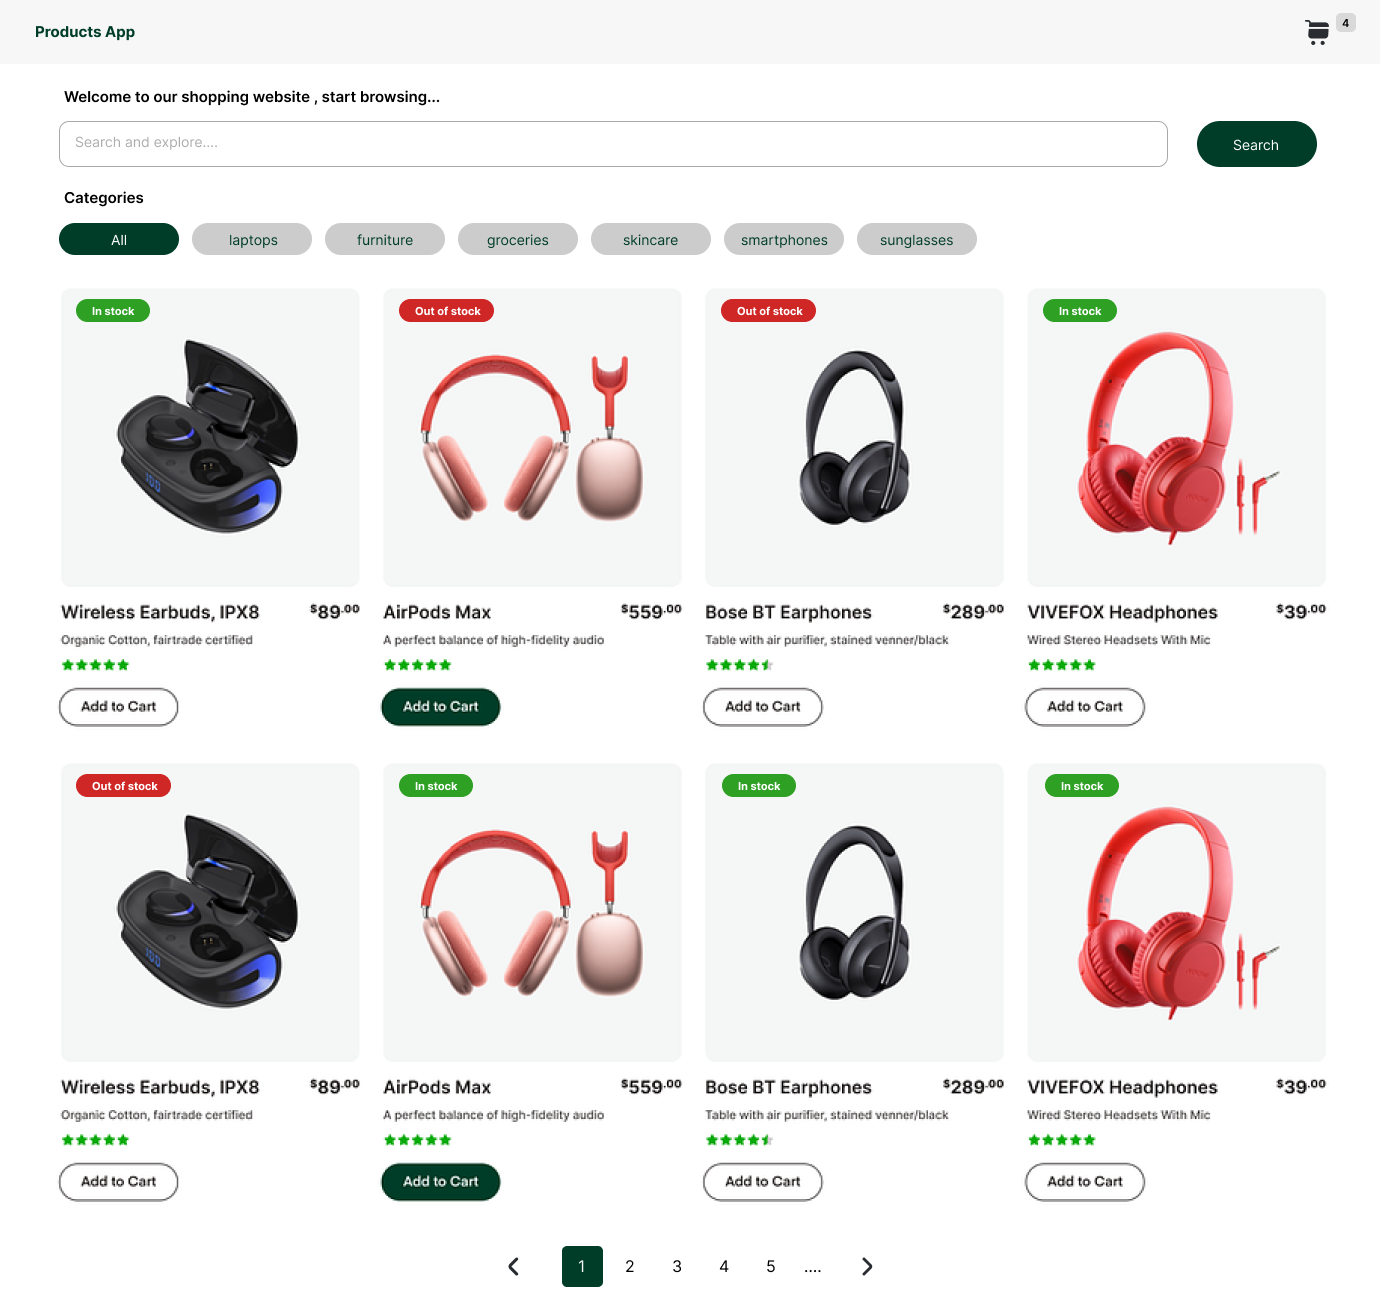 Products App
4
Welcome to our shopping website , start browsing...
Search and explore....
Search
Categories
All laptops furniture groceries skincare smartphones sunglasses
In stock Out of stock Out of stock In stock
Wireless Earbuds, IPX8 $89.00 AirPods Max $559.00 Bose BT Earphones $289.00 VIVEFOX Headphones $39.00
Organic Cotton, fairtrade certified A perfect balance of high-fidelity audio Table with air purifier, stained venner/black Wired Stereo Headsets With Mic
Add to Cart Add to Cart Add to Cart Add to Cart
Out of stock In stock In stock In stock
Wireless Earbuds, IPX8 $89.00 AirPods Max $559.00 Bose BT Earphones $289.00 VIVEFOX Headphones $39.00
Organic Cotton, fairtrade certified A perfect balance of high-fidelity audio Table with air purifier, stained venner/black Wired Stereo Headsets With Mic
Add to Cart Add to Cart Add to Cart Add to Cart
1 2 3 4 5 ....